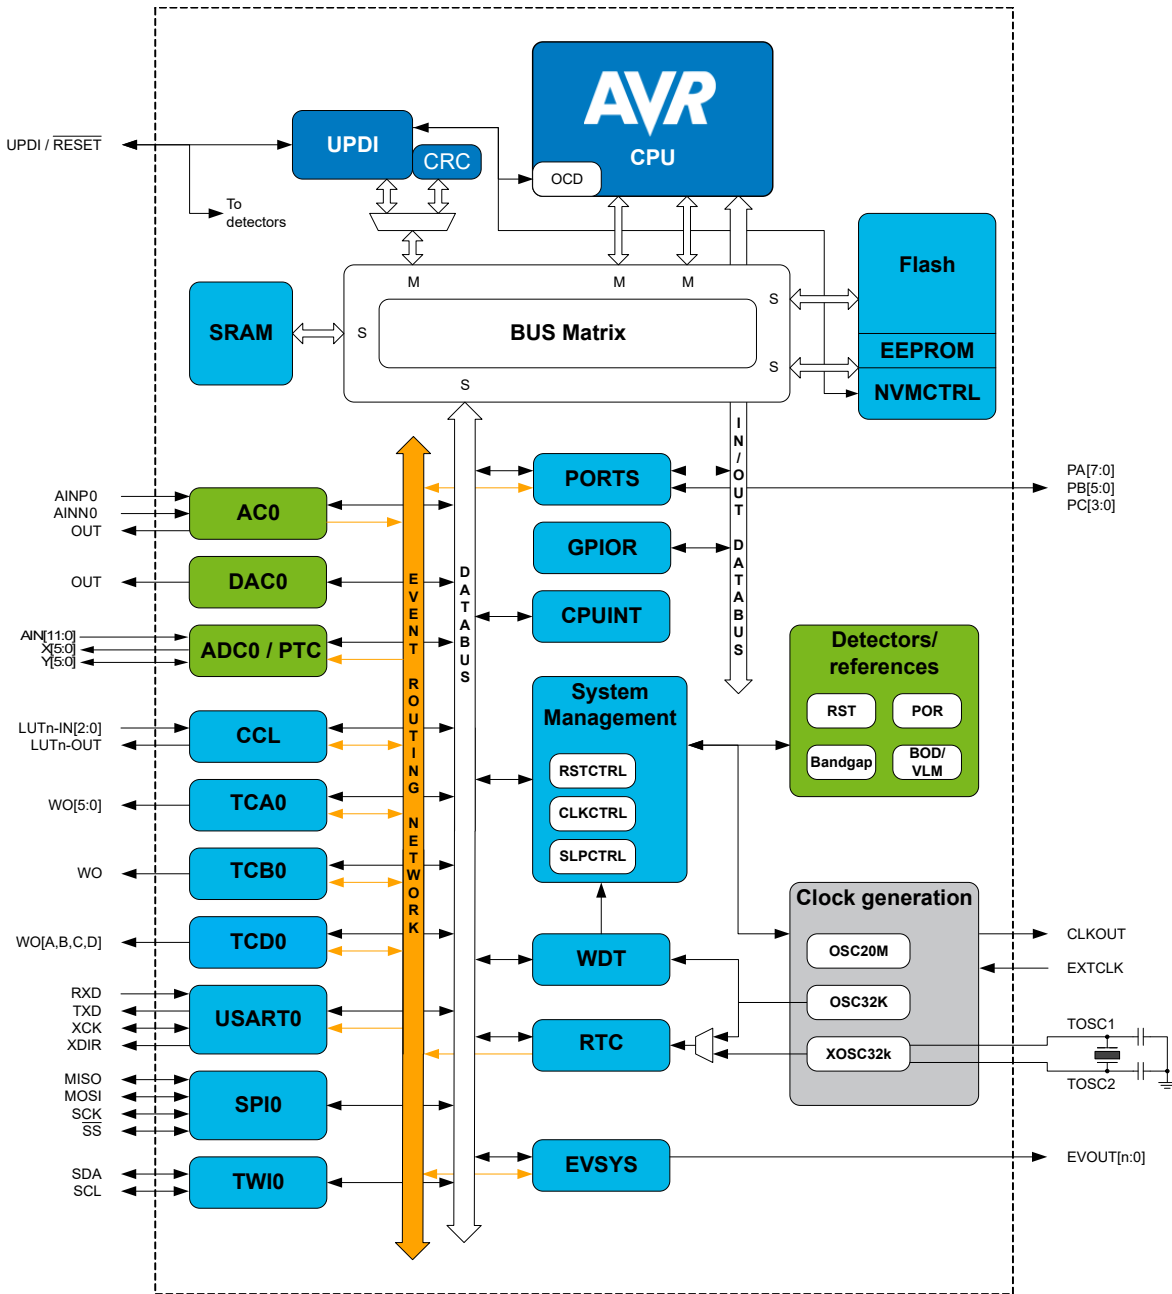 AVR
CPU
OCD
UPDI
CRC
UPDI / RESET
To
detectors
M
M
M
BUS Matrix
S
S
S
S
SRAM
Flash
EEPROM
NVMCTRL
IN/OUT DATABUS
DATABUS
EVENT ROUTING NETWORK
PORTS
GPIOR
CPUINT
PA[7:0]
PB[5:0]
PC[3:0]
AINP0
AINN0
OUT
AC0
OUT
DAC0
AIN[11:0]
X[5:0]
Y[5:0]
ADC0 / PTC
LUTn-IN[2:0]
LUTn-OUT
CCL
WO[5:0]
TCA0
WO
TCB0
WO[A,B,C,D]
TCD0
RXD
TXD
XCK
XDIR
USART0
MISO
MOSI
SCK
SS
SPI0
SDA
SCL
TWI0
System
Management
RSTCTRL
CLKCTRL
SLPCTRL
Detectors/
references
RST
POR
Bandgap
BOD/
VLM
WDT
RTC
EVSYS
Clock generation
OSC20M
OSC32K
XOSC32k
CLKOUT
EXTCLK
TOSC1
TOSC2
EVOUT[n:0]